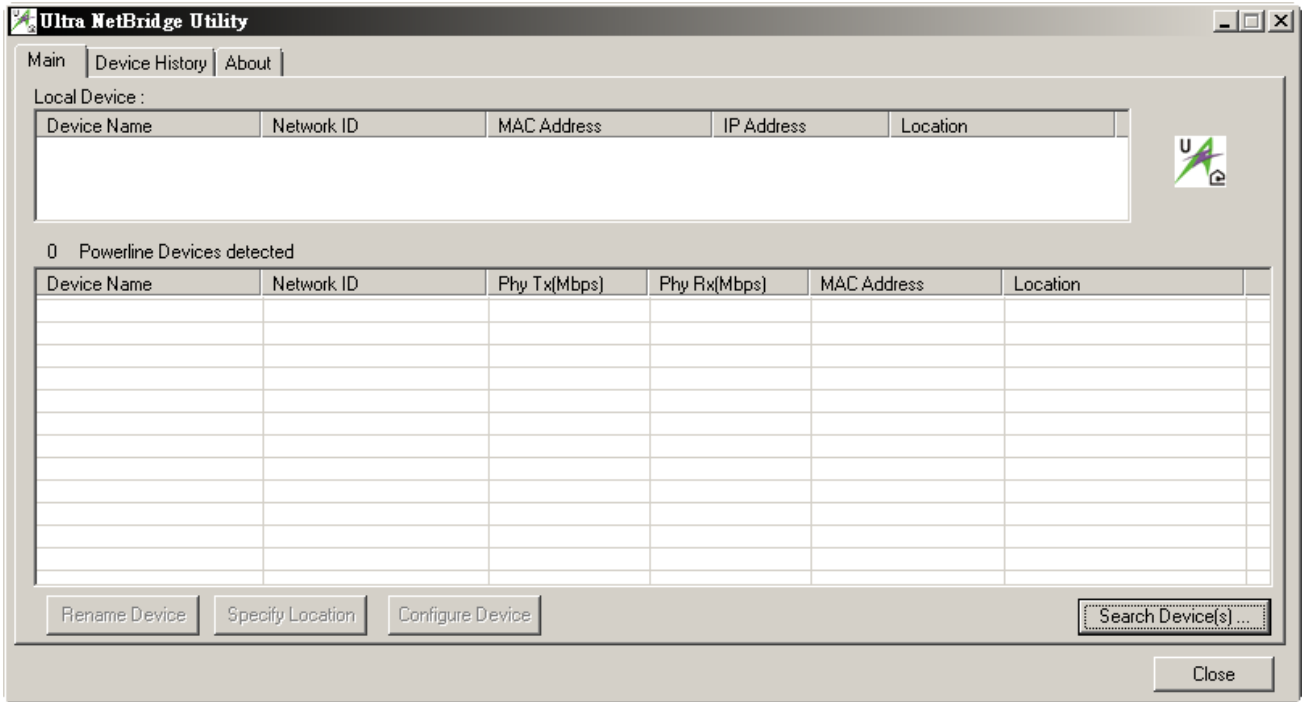 Ultra NetBridge Utility
Main Device History About
Local Device :
Device Name Network ID MAC Address IP Address Location
U
0 Powerline Devices detected
Device Name Network ID Phy Tx(Mbps) Phy Rx(Mbps) MAC Address Location
Rename Device Specify Location Configure Device Search Device(s) ...
Close